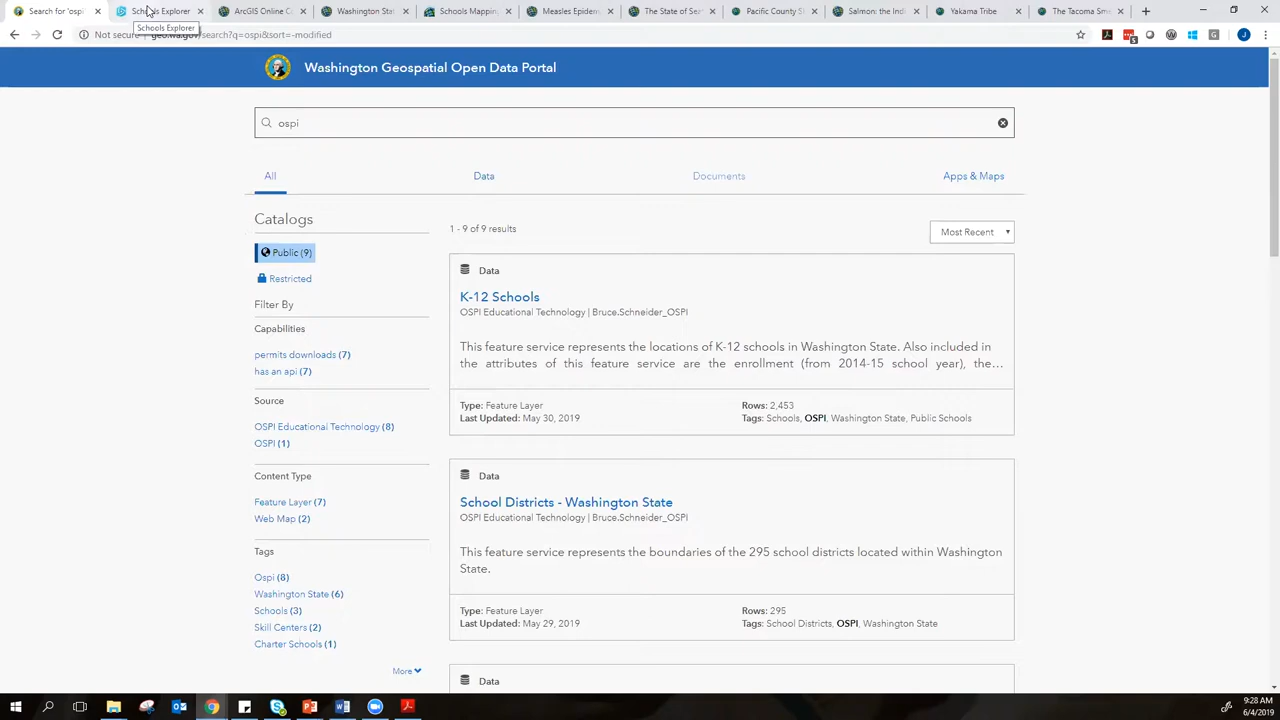 Search for 'ospi
Schools Explorer
ArcGIS Online C
Washington Stat
Schools Mapping
Measles Epidemi
The State of Sea
Pacific County S
Salmon: the Indi
Yakama Tribe
The Tacoma Sme
Schools Explorer
Not secure
geo.wa.gov/search?q=ospi&sort=-modified
J
Washington Geospatial Open Data Portal
ospi
All
Data
Documents
Apps & Maps
Catalogs
Public (9)
Restricted
Filter By
Capabilities
permits downloads (7)
has an api (7)
Source
OSPI Educational Technology (8)
OSPI (1)
Content Type
Feature Layer (7)
Web Map (2)
Tags
Ospi (8)
Washington State (6)
Schools (3)
Skill Centers (2)
Charter Schools (1)
More
1 - 9 of 9 results
Most Recent
Data
K-12 Schools
OSPI Educational Technology | Bruce.Schneider_OSPI
This feature service represents the locations of K-12 schools in Washington State. Also included in
the attributes of this feature service are the enrollment (from 2014-15 school year), the...
Type: Feature Layer
Rows: 2,453
Last Updated: May 30, 2019
Tags: Schools, OSPI, Washington State, Public Schools
Data
School Districts - Washington State
OSPI Educational Technology | Bruce.Schneider_OSPI
This feature service represents the boundaries of the 295 school districts located within Washington
State.
Type: Feature Layer
Rows: 295
Last Updated: May 29, 2019
Tags: School Districts, OSPI, Washington State
Data
9:28 AM
6/4/2019